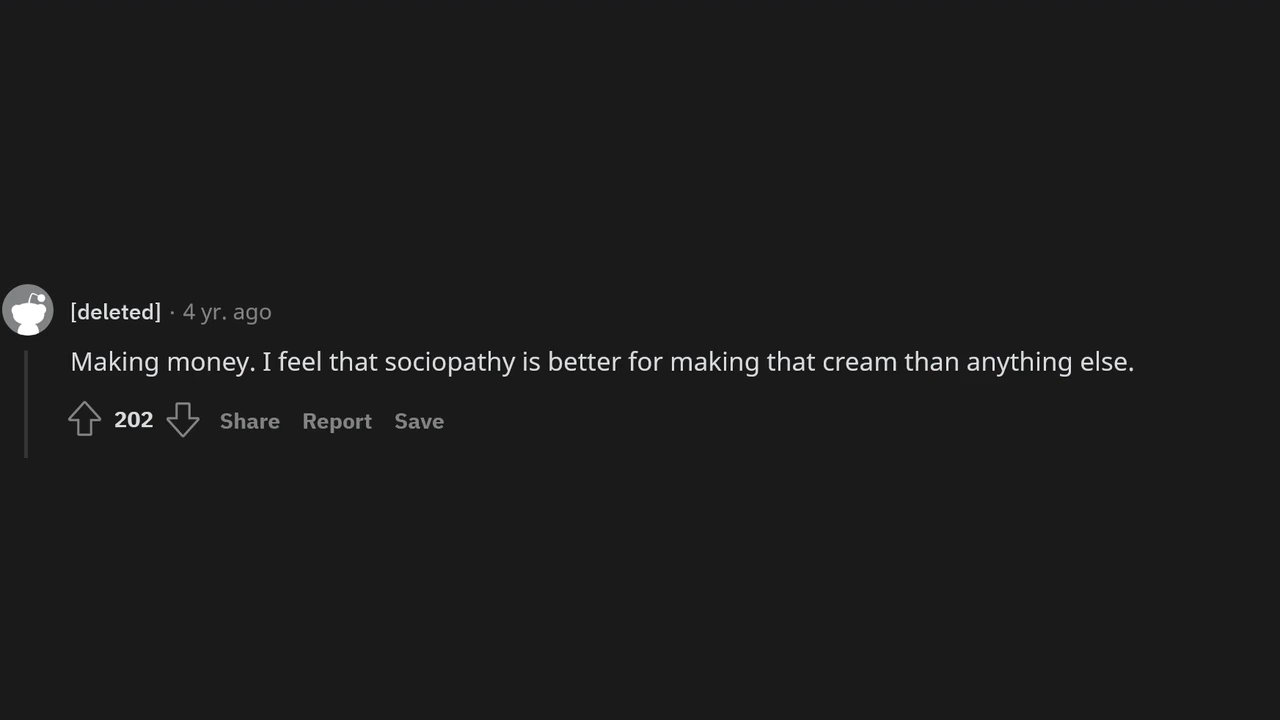 [deleted] · 4 yr. ago
Making money. I feel that sociopathy is better for making that cream than anything else.
202 Share Report Save